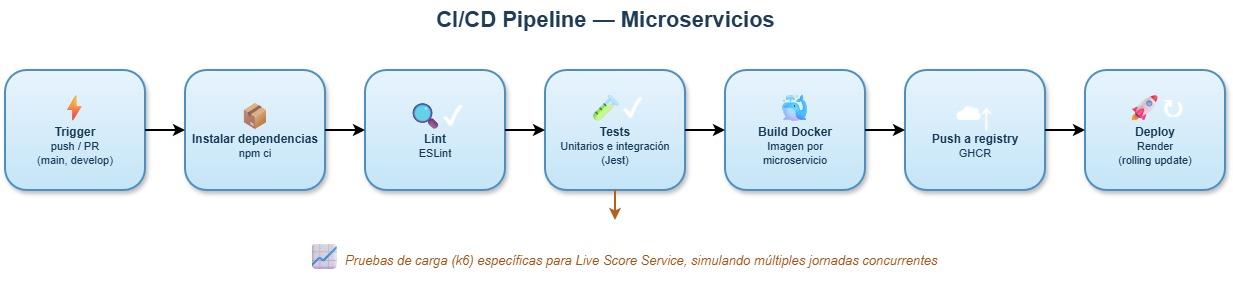 CI/CD Pipeline — Microservicios
Trigger
push / PR
(main, develop)
Instalar dependencias
npm ci
Lint
ESLint
Tests
Unitarios e integración
(Jest)
Build Docker
Imagen por
microservicio
Push a registry
GHCR
Deploy
Render
(rolling update)
Pruebas de carga (k6) específicas para Live Score Service, simulando múltiples jornadas concurrentes